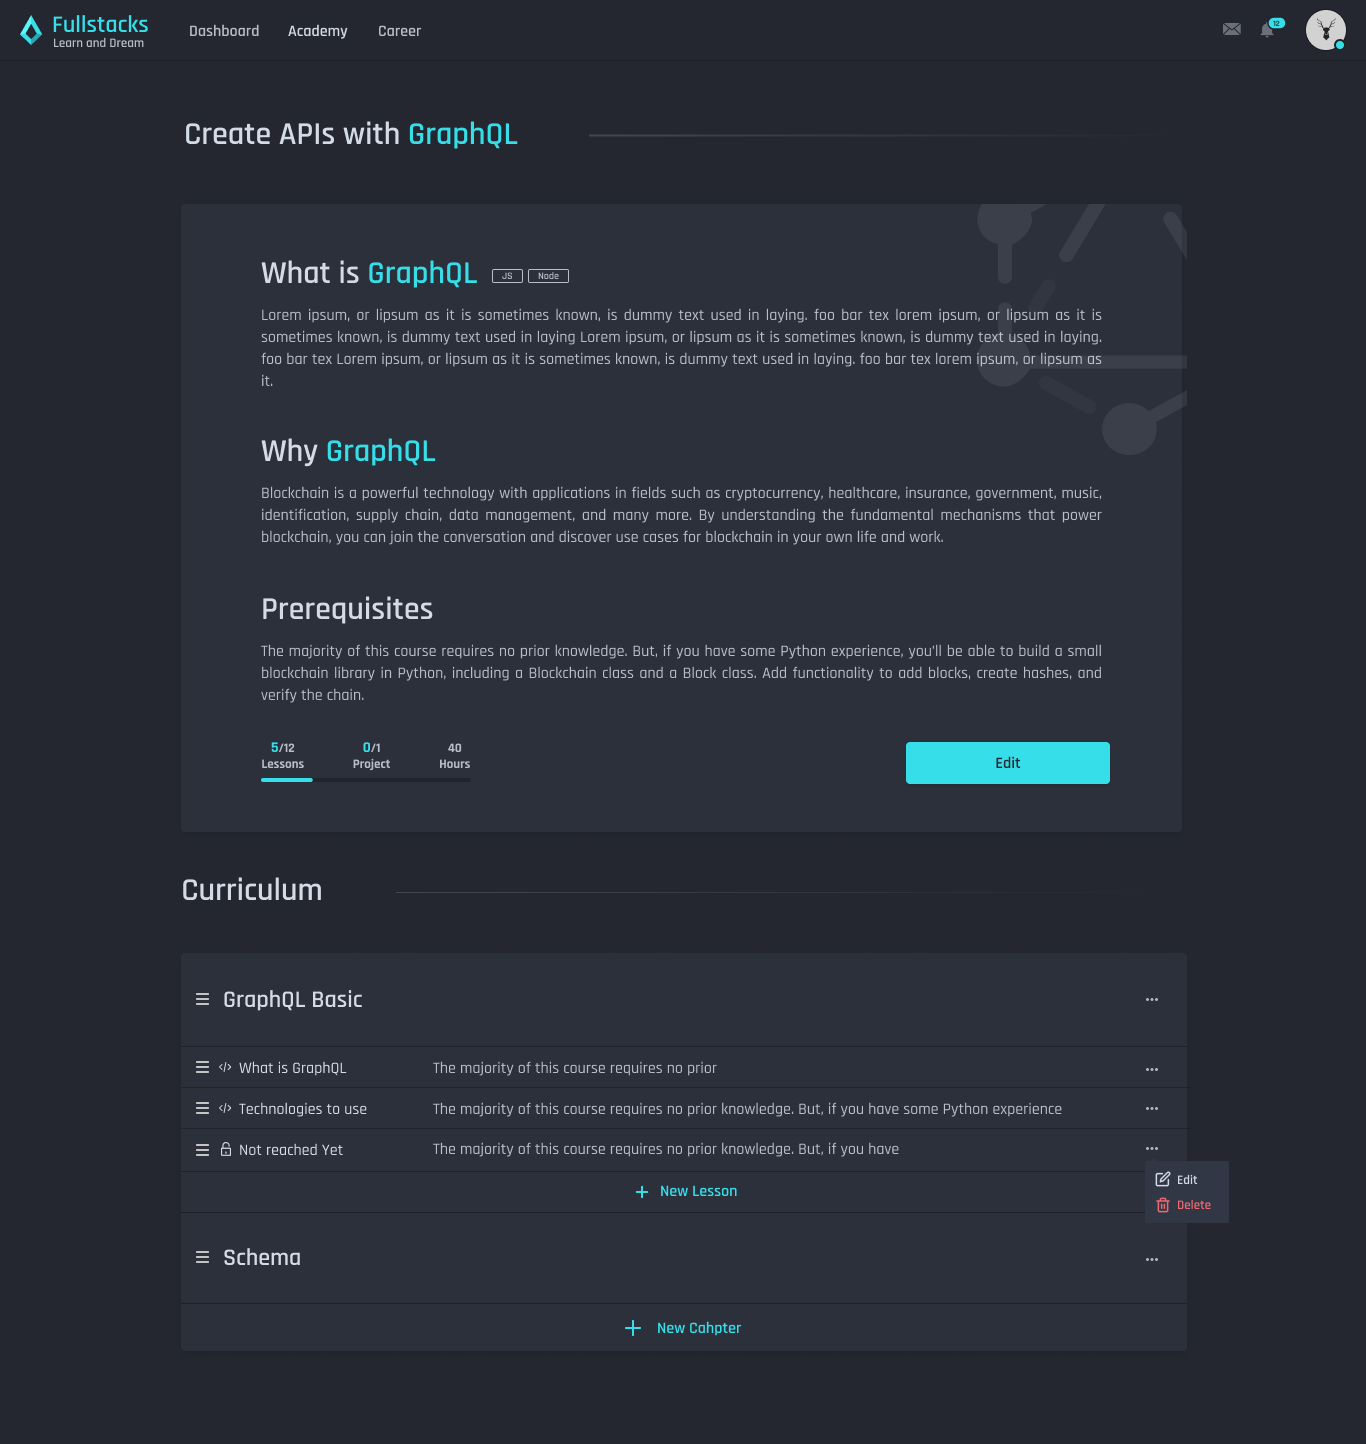 Fullstacks
Learn and Dream
Dashboard Academy Career
12
Create APIs with GraphQL
What is GraphQL JS Node
Lorem ipsum, or lipsum as it is sometimes known, is dummy text used in laying. foo bar tex lorem ipsum, or lipsum as it is
sometimes known, is dummy text used in laying Lorem ipsum, or lipsum as it is sometimes known, is dummy text used in laying.
foo bar tex Lorem ipsum, or lipsum as it is sometimes known, is dummy text used in laying. foo bar tex lorem ipsum, or lipsum as
it.
Why GraphQL
Blockchain is a powerful technology with applications in fields such as cryptocurrency, healthcare, insurance, government, music,
identification, supply chain, data management, and many more. By understanding the fundamental mechanisms that power
blockchain, you can join the conversation and discover use cases for blockchain in your own life and work.
Prerequisites
The majority of this course requires no prior knowledge. But, if you have some Python experience, you'll be able to build a small
blockchain library in Python, including a Blockchain class and a Block class. Add functionality to add blocks, create hashes, and
verify the chain.
5/12 0/1 40
Lessons Project Hours
Edit
Curriculum
GraphQL Basic
What is GraphQL The majority of this course requires no prior
Technologies to use The majority of this course requires no prior knowledge. But, if you have some Python experience
Not reached Yet The majority of this course requires no prior knowledge. But, if you have
Edit
New Lesson
Delete
Schema
New Cahpter